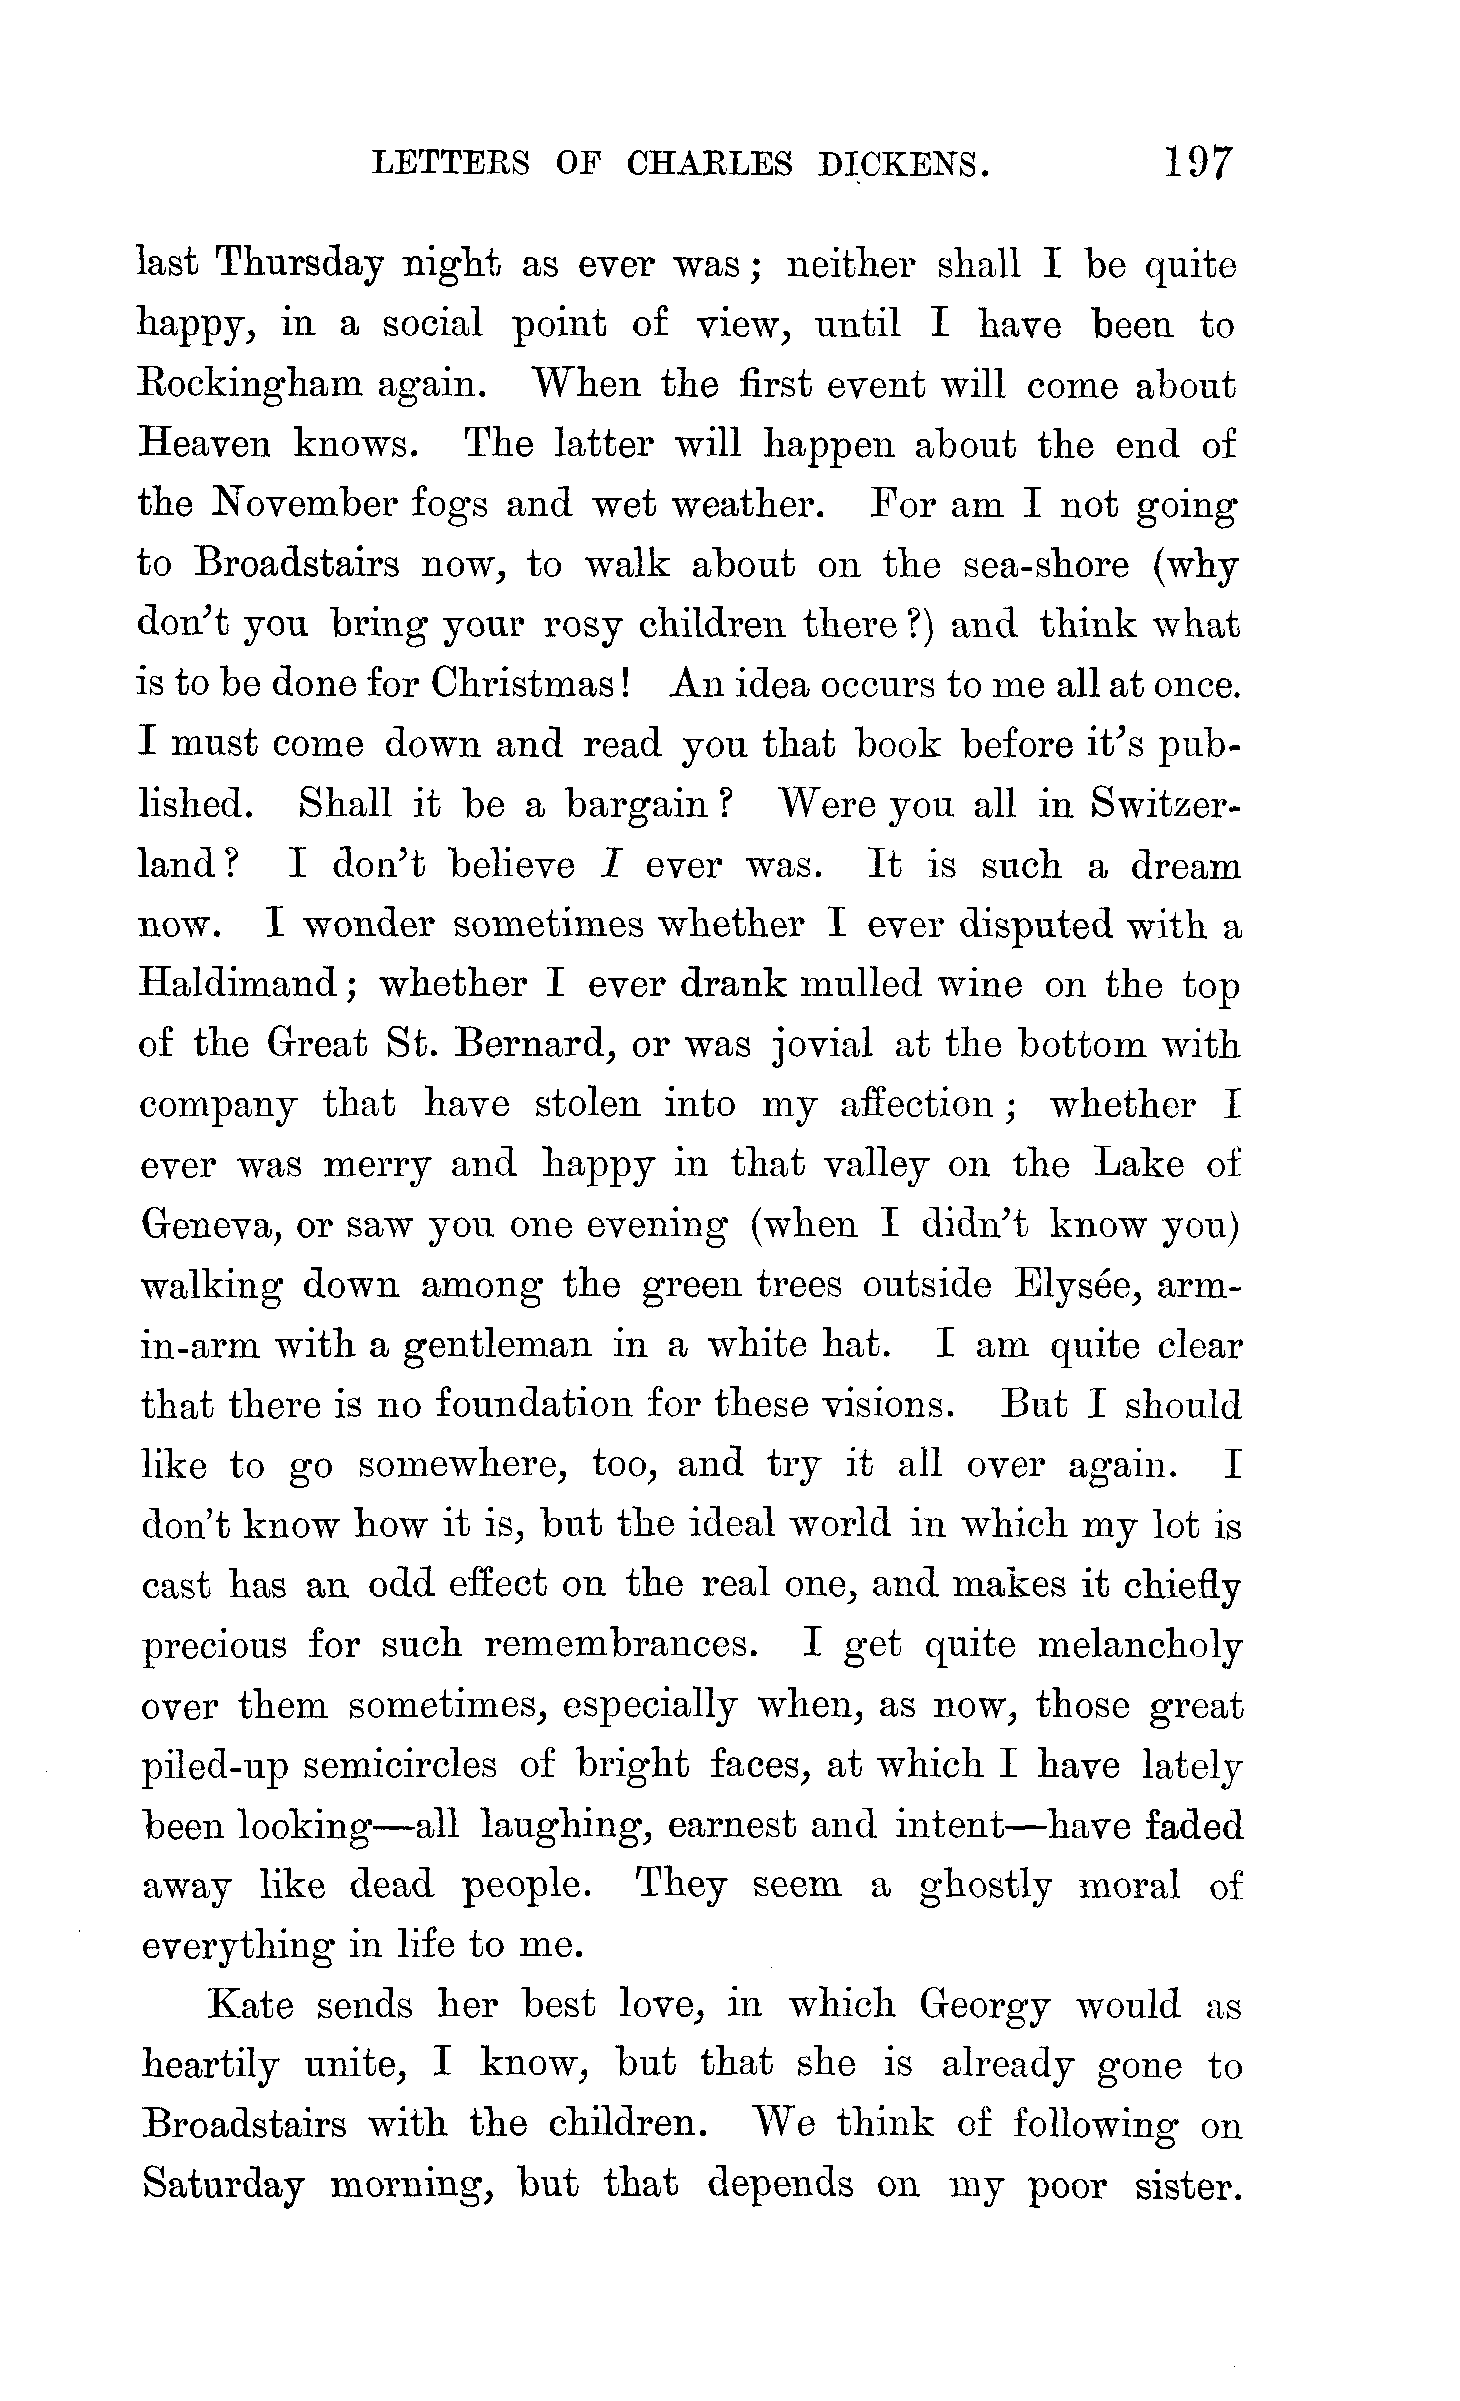 LETTERS OF CHARLES DICKENS. 197
last Thursday night as ever was; neither shall I be quite
happy, in a social point of view, until I have been to
Rockingham again. When the first event will come about
Heaven knows. The latter will happen about the end of
the November fogs and wet weather. For am I not going
to Broadstairs now, to walk about on the sea-shore (why
don't you bring your rosy children there?) and think what
is to be done for Christmas! An idea occurs to me all at once.
I must come down and read you that book before it's pub-
lished. Shall it be a bargain? Were you all in Switzer-
land? I don't believe I ever was. It is such a dream
now. I wonder sometimes whether I ever disputed with a
Haldimand; whether I ever drank mulled wine on the top
of the Great St. Bernard, or was jovial at the bottom with
company that have stolen into my affection; whether I
ever was merry and happy in that valley on the Lake of
Geneva, or saw you one evening (when I didn't know you)
walking down among the green trees outside Elysée, arm-
in-arm with a gentleman in a white hat. I am quite clear
that there is no foundation for these visions. But I should
like to go somewhere, too, and try it all over again. I
don't know how it is, but the ideal world in which my lot is
cast has an odd effect on the real one, and makes it chiefly
precious for such remembrances. I get quite melancholy
over them sometimes, especially when, as now, those great
piled-up semicircles of bright faces, at which I have lately
been looking—all laughing, earnest and intent—have faded
away like dead people. They seem a ghostly moral of
everything in life to me.
Kate sends her best love, in which Georgy would as
heartily unite, I know, but that she is already gone to
Broadstairs with the children. We think of following on
Saturday morning, but that depends on my poor sister.